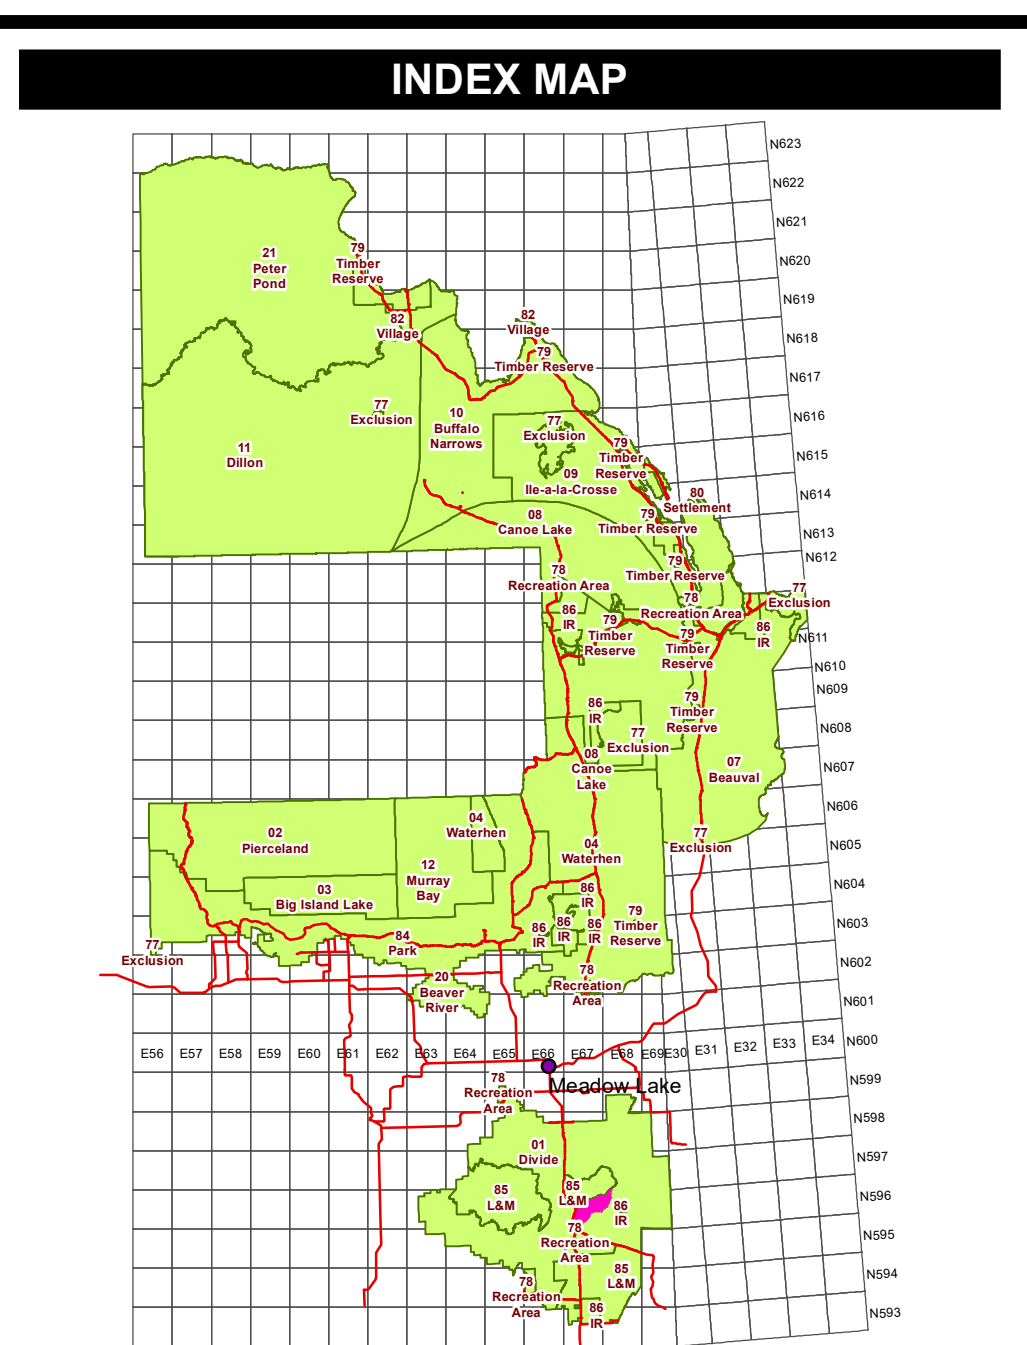 INDEX MAP
N623
N622
N621
N620
N619
N618
N617
N616
N615
N614
N613
N612
N611
N610
N609
N608
N607
N606
N605
N604
N603
N602
N601
N600
N599
N598
N597
N596
N595
N594
N593
21
Peter
Pond
79
Timber
Reserve
82
Village
82
Village
79
Timber Reserve
77
Exclusion
10
Buffalo
Narrows
77
Exclusion
11
Dillon
79
Timber
Reserve
09
Ile-a-la-Crosse
80
Settlement
08
Canoe Lake
79
Timber Reserve
79
Timber Reserve
78
Recreation Area
78
Recreation Area
77
Exclusion
86
IR
79
Timber
Reserve
79
Timber
Reserve
86
IR
86
IR
79
Timber
Reserve
77
Exclusion
08
Canoe
Lake
07
Beauval
02
Pierceland
04
Waterhen
12
Murray
Bay
04
Waterhen
77
Exclusion
03
Big Island Lake
86
IR
86
IR
86
IR
86
IR
79
Timber
Reserve
84
Park
77
Exclusion
20
Beaver
River
78
Recreation
Area
E56 E57 E58 E59 E60 E61 E62 E63 E64 E65 E66 E67 E68 E69 E30 E31 E32 E33 E34
Meadow Lake
78
Recreation
Area
01
Divide
85
L&M
85
L&M
86
IR
78
Recreation
Area
85
L&M
78
Recreation
Area
86
IR